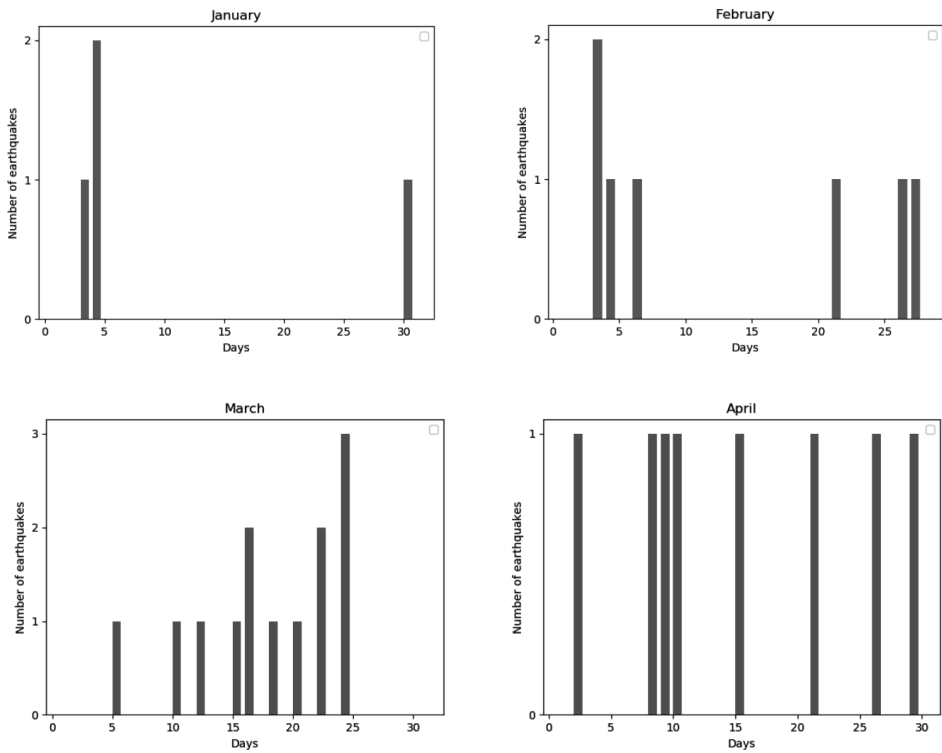 January
2
1
0
Number of earthquakes
0 5 10 15 20 25 30
Days
February
2
1
0
Number of earthquakes
0 5 10 15 20 25
Days
March
3
2
1
0
Number of earthquakes
0 5 10 15 20 25 30
Days
April
1
0
Number of earthquakes
0 5 10 15 20 25 30
Days